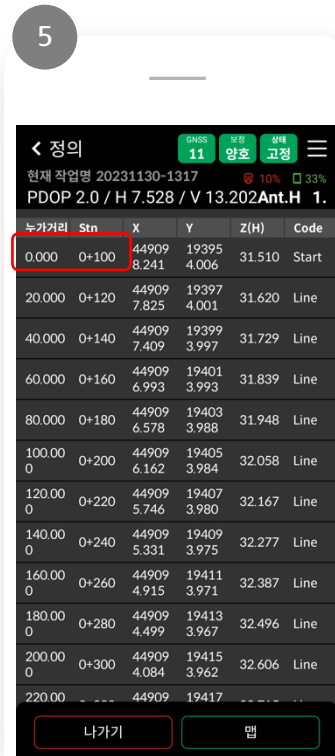 5
정의
GNSS 11 보정 양호 상태 고정
현재 작업명 20231130-1317 10% 33%
PDOP 2.0 / H 7.528 / V 13.202Ant.H 1.
누가거리 Stn X Y Z(H) Code
0.000 0+100 449098.241 193954.006 31.510 Start
20.000 0+120 449097.825 193974.001 31.620 Line
40.000 0+140 449097.409 193993.997 31.729 Line
60.000 0+160 449096.993 194013.993 31.839 Line
80.000 0+180 449096.578 194033.988 31.948 Line
100.000 0+200 449096.162 194053.984 32.058 Line
120.000 0+220 449095.746 194073.980 32.167 Line
140.000 0+240 449095.331 194093.975 32.277 Line
160.000 0+260 449094.915 194113.971 32.387 Line
180.000 0+280 449094.499 194133.967 32.496 Line
200.000 0+300 449094.084 194153.962 32.606 Line
220.00 44909 19417
나가기 맵